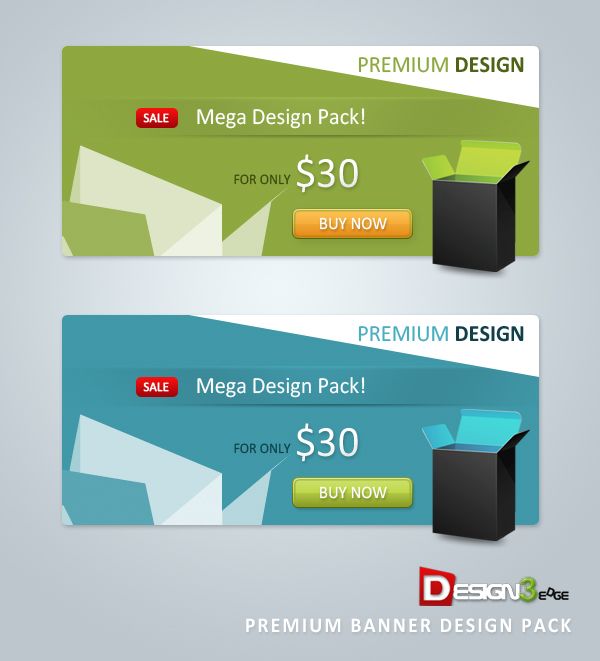 PREMIUM DESIGN
SALE Mega Design Pack!
FOR ONLY $30
BUY NOW
PREMIUM DESIGN
SALE Mega Design Pack!
FOR ONLY $30
BUY NOW
DESIGN3EDGE
PREMIUM BANNER DESIGN PACK